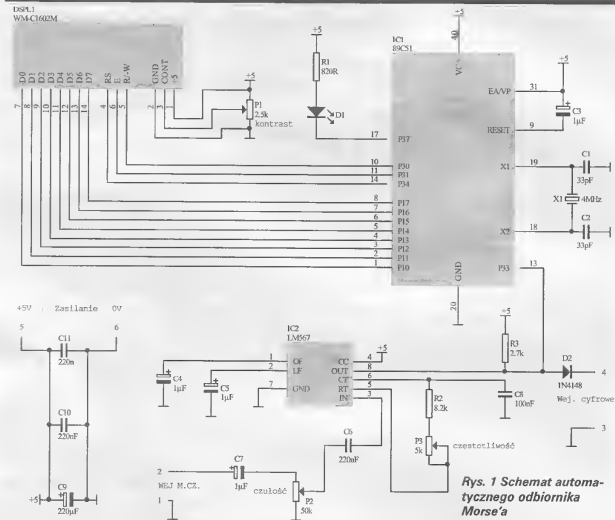 DSPL1
WM-C1602M
D0 D1 D2 D3 D4 D5 D6 D7 RS E R/-W GND CONT +5
7 8 9 10 11 12 13 14 4 6 5 2 3 1
+5
P1
2,5k
kontrast
+5
R1
820R
D1
17
IC1
89C51
+5
40
VCC
P37
10 P30
11 P31
14 P34
8 P17
7 P16
6 P15
5 P14
4 P13
3 P12
2 P11
1 P10
EA/VP 31
RESET 9
X1 19
X2 18
P33 13
GND
20
+5
C3
1µF
C1
33pF
X1 4MHz
C2
33pF
+5V Zasilanie 0V
5 6
C11
220n
C10
220nF
+5
C9
220µF
IC2
LM567
1 OF
2 LF
7 GND
CC 4
OUT 8
CT 6
RT 5
IN 3
+5
C4
1µF
C5
1µF
C6
220nF
C7
1µF
2
WEJ M.CZ.
1
czułość
P2
50k
+5
R3
2.7k
R2
8.2k
P3
5k
częstotliwość
C8
100nF
D2
1N4148
4
Wej. cyfrowe
3
Rys. 1 Schemat automa-
tycznego odbiornika
Morse'a